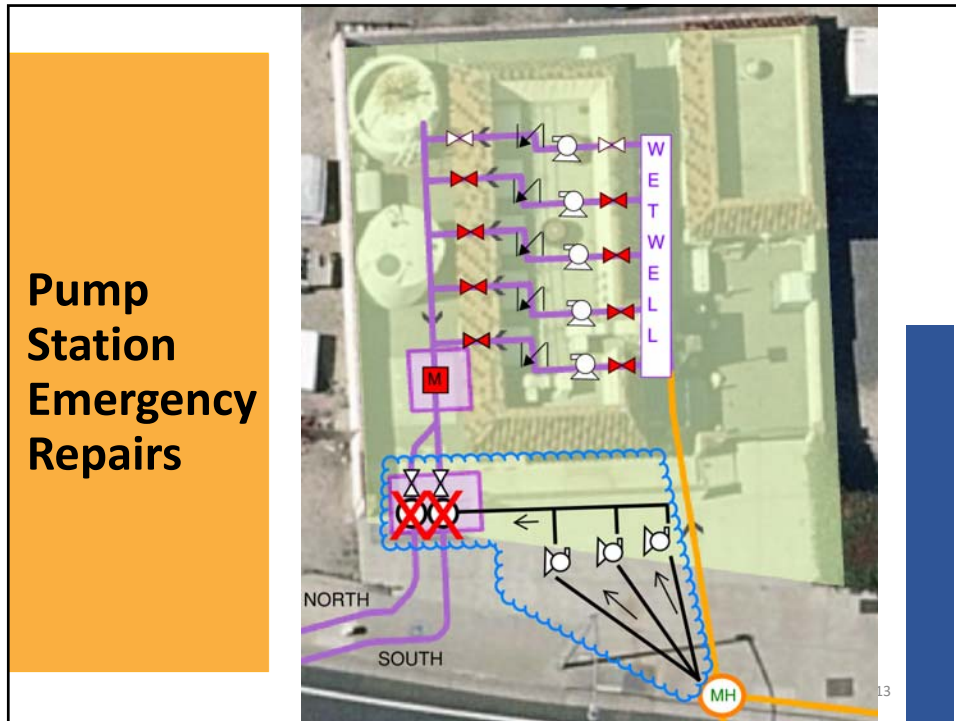 Pump
Station
Emergency
Repairs
W
E
T
W
E
L
L
M
NORTH
SOUTH
MH
13